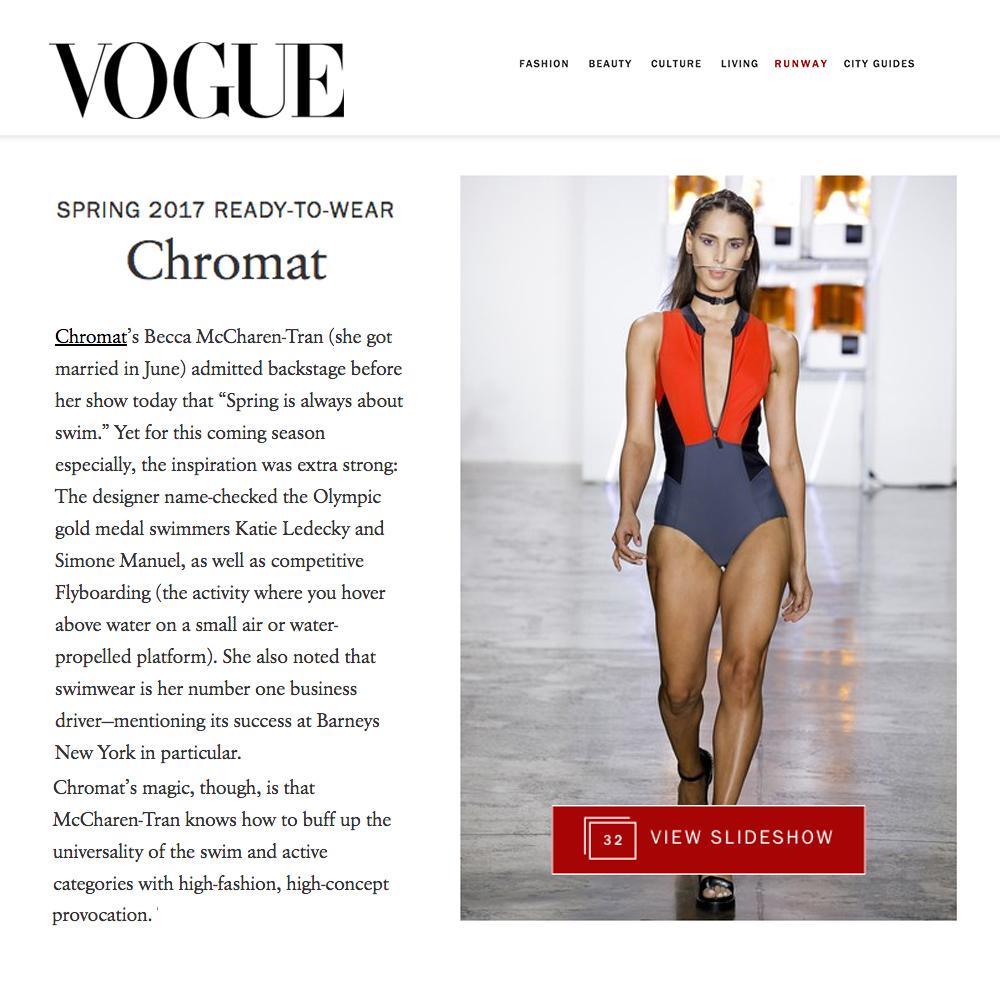 VOGUE
FASHION BEAUTY CULTURE LIVING RUNWAY CITY GUIDES
SPRING 2017 READY-TO-WEAR
Chromat
Chromat’s Becca McCharen-Tran (she got
married in June) admitted backstage before
her show today that “Spring is always about
swim.” Yet for this coming season
especially, the inspiration was extra strong:
The designer name-checked the Olympic
gold medal swimmers Katie Ledecky and
Simone Manuel, as well as competitive
Flyboarding (the activity where you hover
above water on a small air or water-
propelled platform). She also noted that
swimwear is her number one business
driver—mentioning its success at Barneys
New York in particular.
Chromat’s magic, though, is that
McCharen-Tran knows how to buff up the
universality of the swim and active
categories with high-fashion, high-concept
provocation.
32 VIEW SLIDESHOW